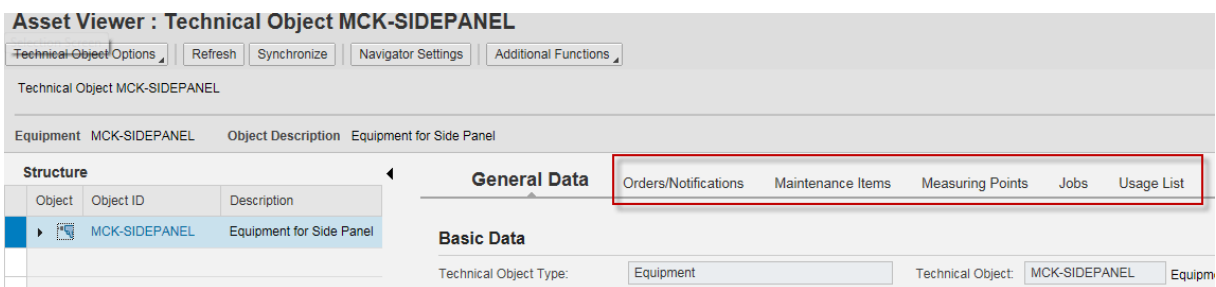 Asset Viewer : Technical Object MCK-SIDEPANEL
Technical Object Options Refresh Synchronize Navigator Settings Additional Functions
Technical Object MCK-SIDEPANEL
Equipment MCK-SIDEPANEL Object Description Equipment for Side Panel
Structure
Object Object ID Description
MCK-SIDEPANEL Equipment for Side Panel
General Data Orders/Notifications Maintenance Items Measuring Points Jobs Usage List
Basic Data
Technical Object Type: Equipment Technical Object: MCK-SIDEPANEL